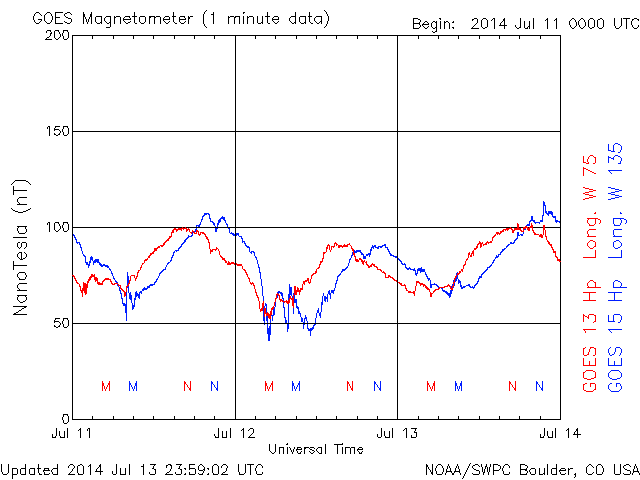 GOES Magnetometer (1 minute data)
Begin: 2014 Jul 11 0000 UTC
200
150
100
50
0
NanoTesla (nT)
M M N N M M N N M M N N
Jul 11 Jul 12 Jul 13 Jul 14
Universal Time
GOES 13 Hp Long. W 75
GOES 15 Hp Long. W 135
Updated 2014 Jul 13 23:59:02 UTC
NOAA/SWPC Boulder, CO USA